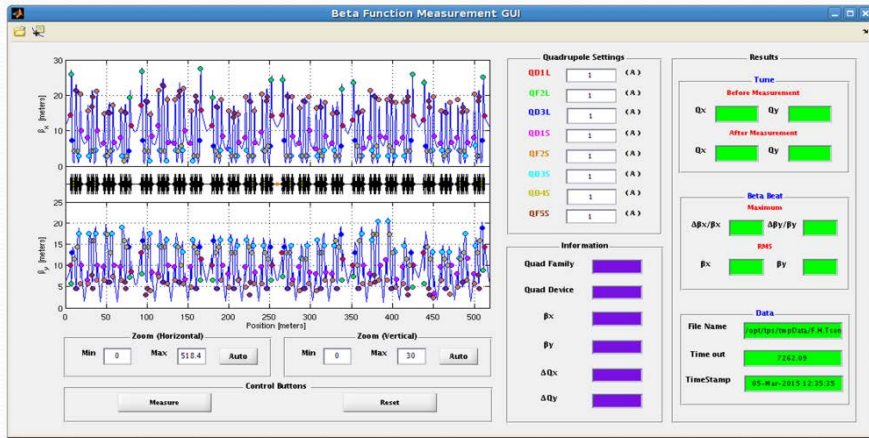 Beta Function Measurement GUI
30
20
10
0
βx [meters]
25
20
15
10
5
0
βy [meters]
0 50 100 150 200 250 300 350 400 450 500
Position [meters]
Zoom (Horizontal)
Min 0 Max 518.4 Auto
Zoom (Vertical)
Min 0 Max 30 Auto
Control Buttons
Measure Reset
Quadrupole Settings
QD1L 1 (A)
QF2L 1 (A)
QD3L 1 (A)
QD1S 1 (A)
QF2S 1 (A)
QD3S 1 (A)
QD4S 1 (A)
QF5S 1 (A)
Information
Quad Family
Quad Device
βx
βy
ΔQx
ΔQy
Results
Tune
Before Measurement
Qx Qy
After Measurement
Qx Qy
Beta Beat
Maximum
Δβx/βx Δβy/βy
RMS
βx βy
Data
File Name /opt/tps/tmpData/F.H.Tsen
Time out 7262.09
TimeStamp 05-Mar-2015 12:35:25